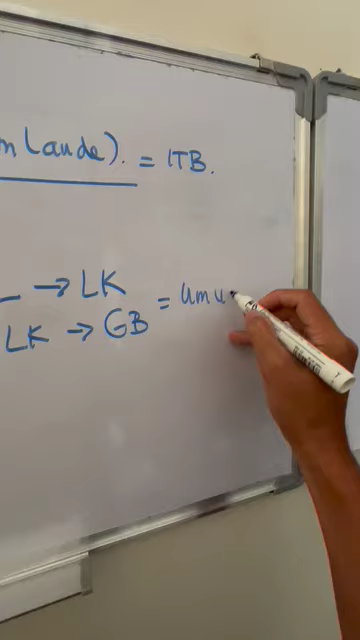 m Laude). = ITB.
→ LK
LK → GB = umu